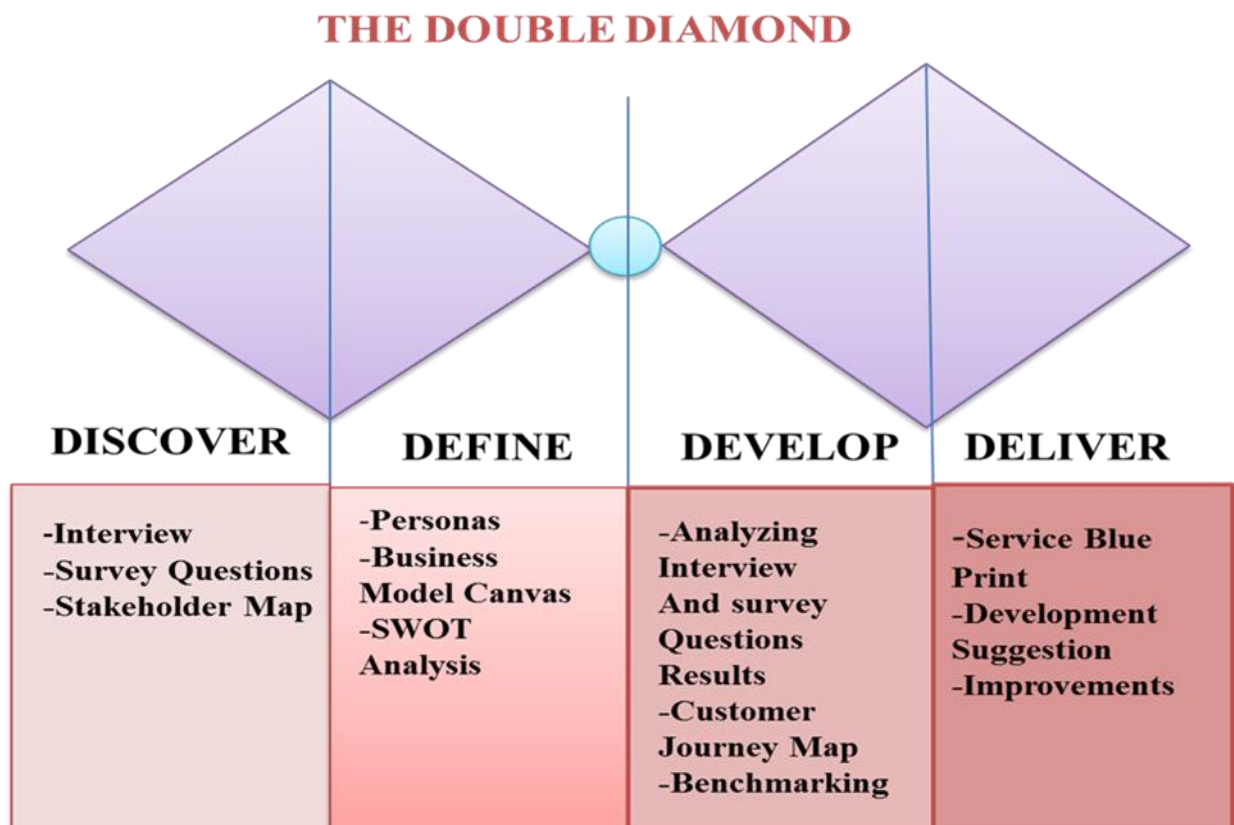 THE DOUBLE DIAMOND
DISCOVER
DEFINE
DEVELOP
DELIVER
-Interview
-Survey Questions
-Stakeholder Map
-Personas
-Business
Model Canvas
-SWOT
Analysis
-Analyzing
Interview
And survey
Questions
Results
-Customer
Journey Map
-Benchmarking
-Service Blue
Print
-Development
Suggestion
-Improvements